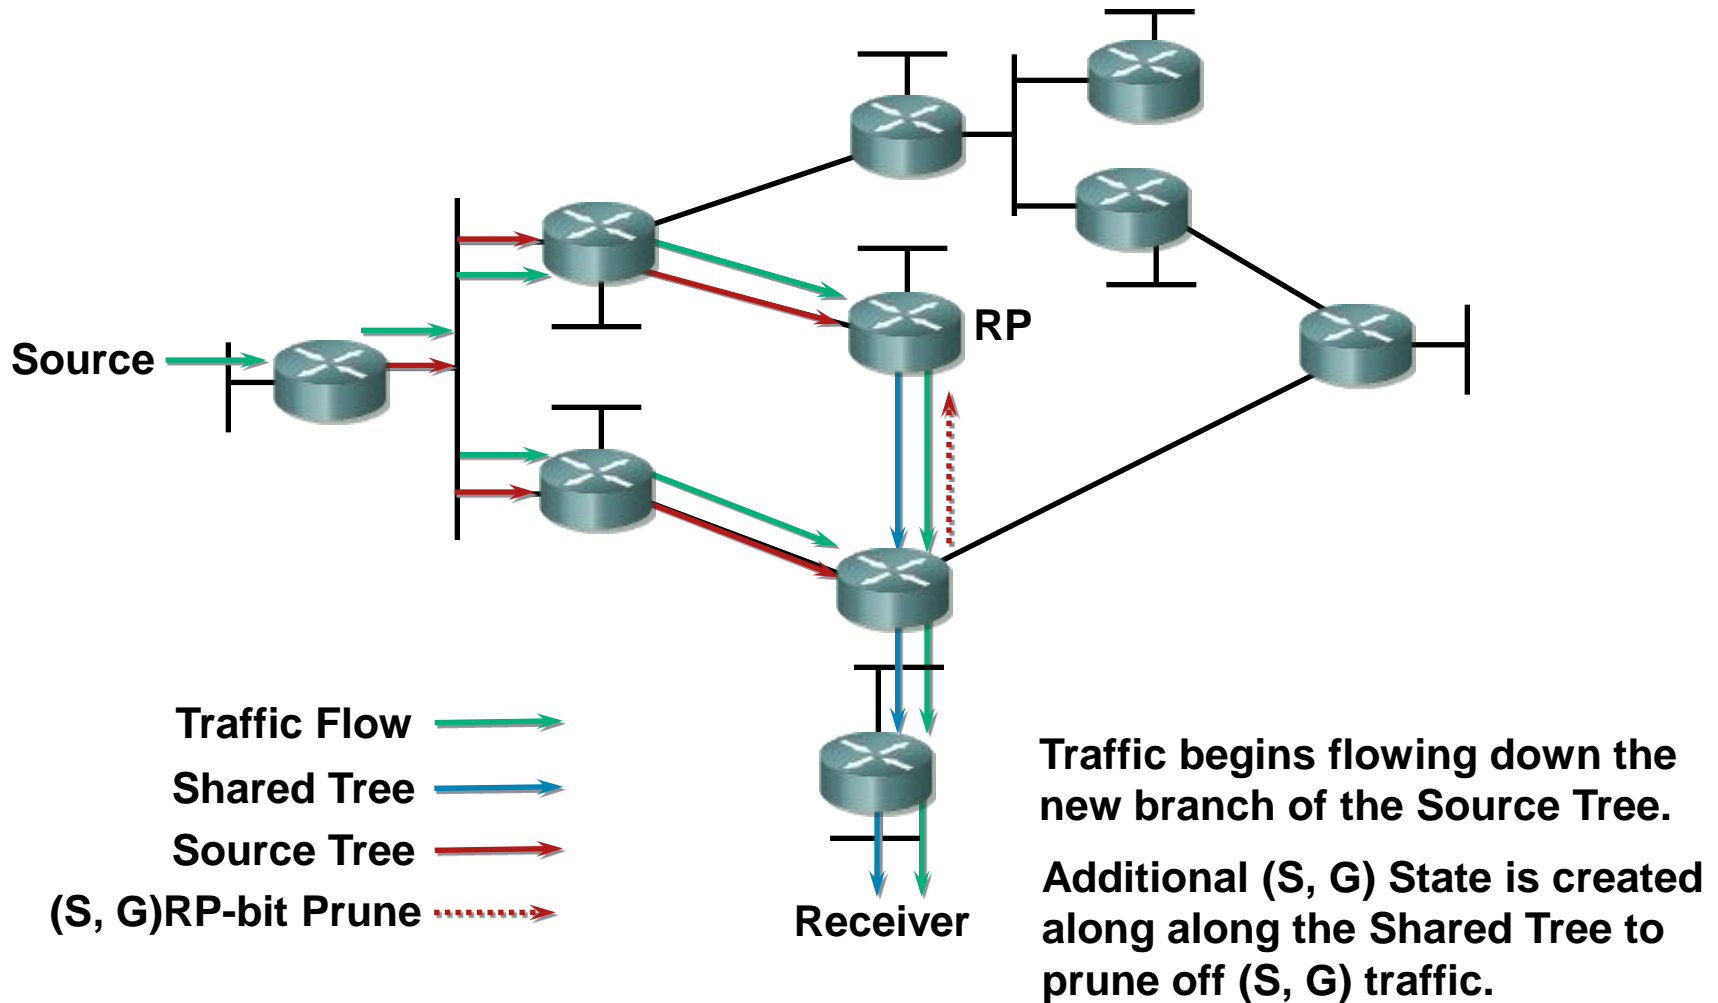 RP
Source
Traffic Flow
Shared Tree
Source Tree
(S, G)RP-bit Prune
Receiver
Traffic begins flowing down the
new branch of the Source Tree.
Additional (S, G) State is created
along along the Shared Tree to
prune off (S, G) traffic.